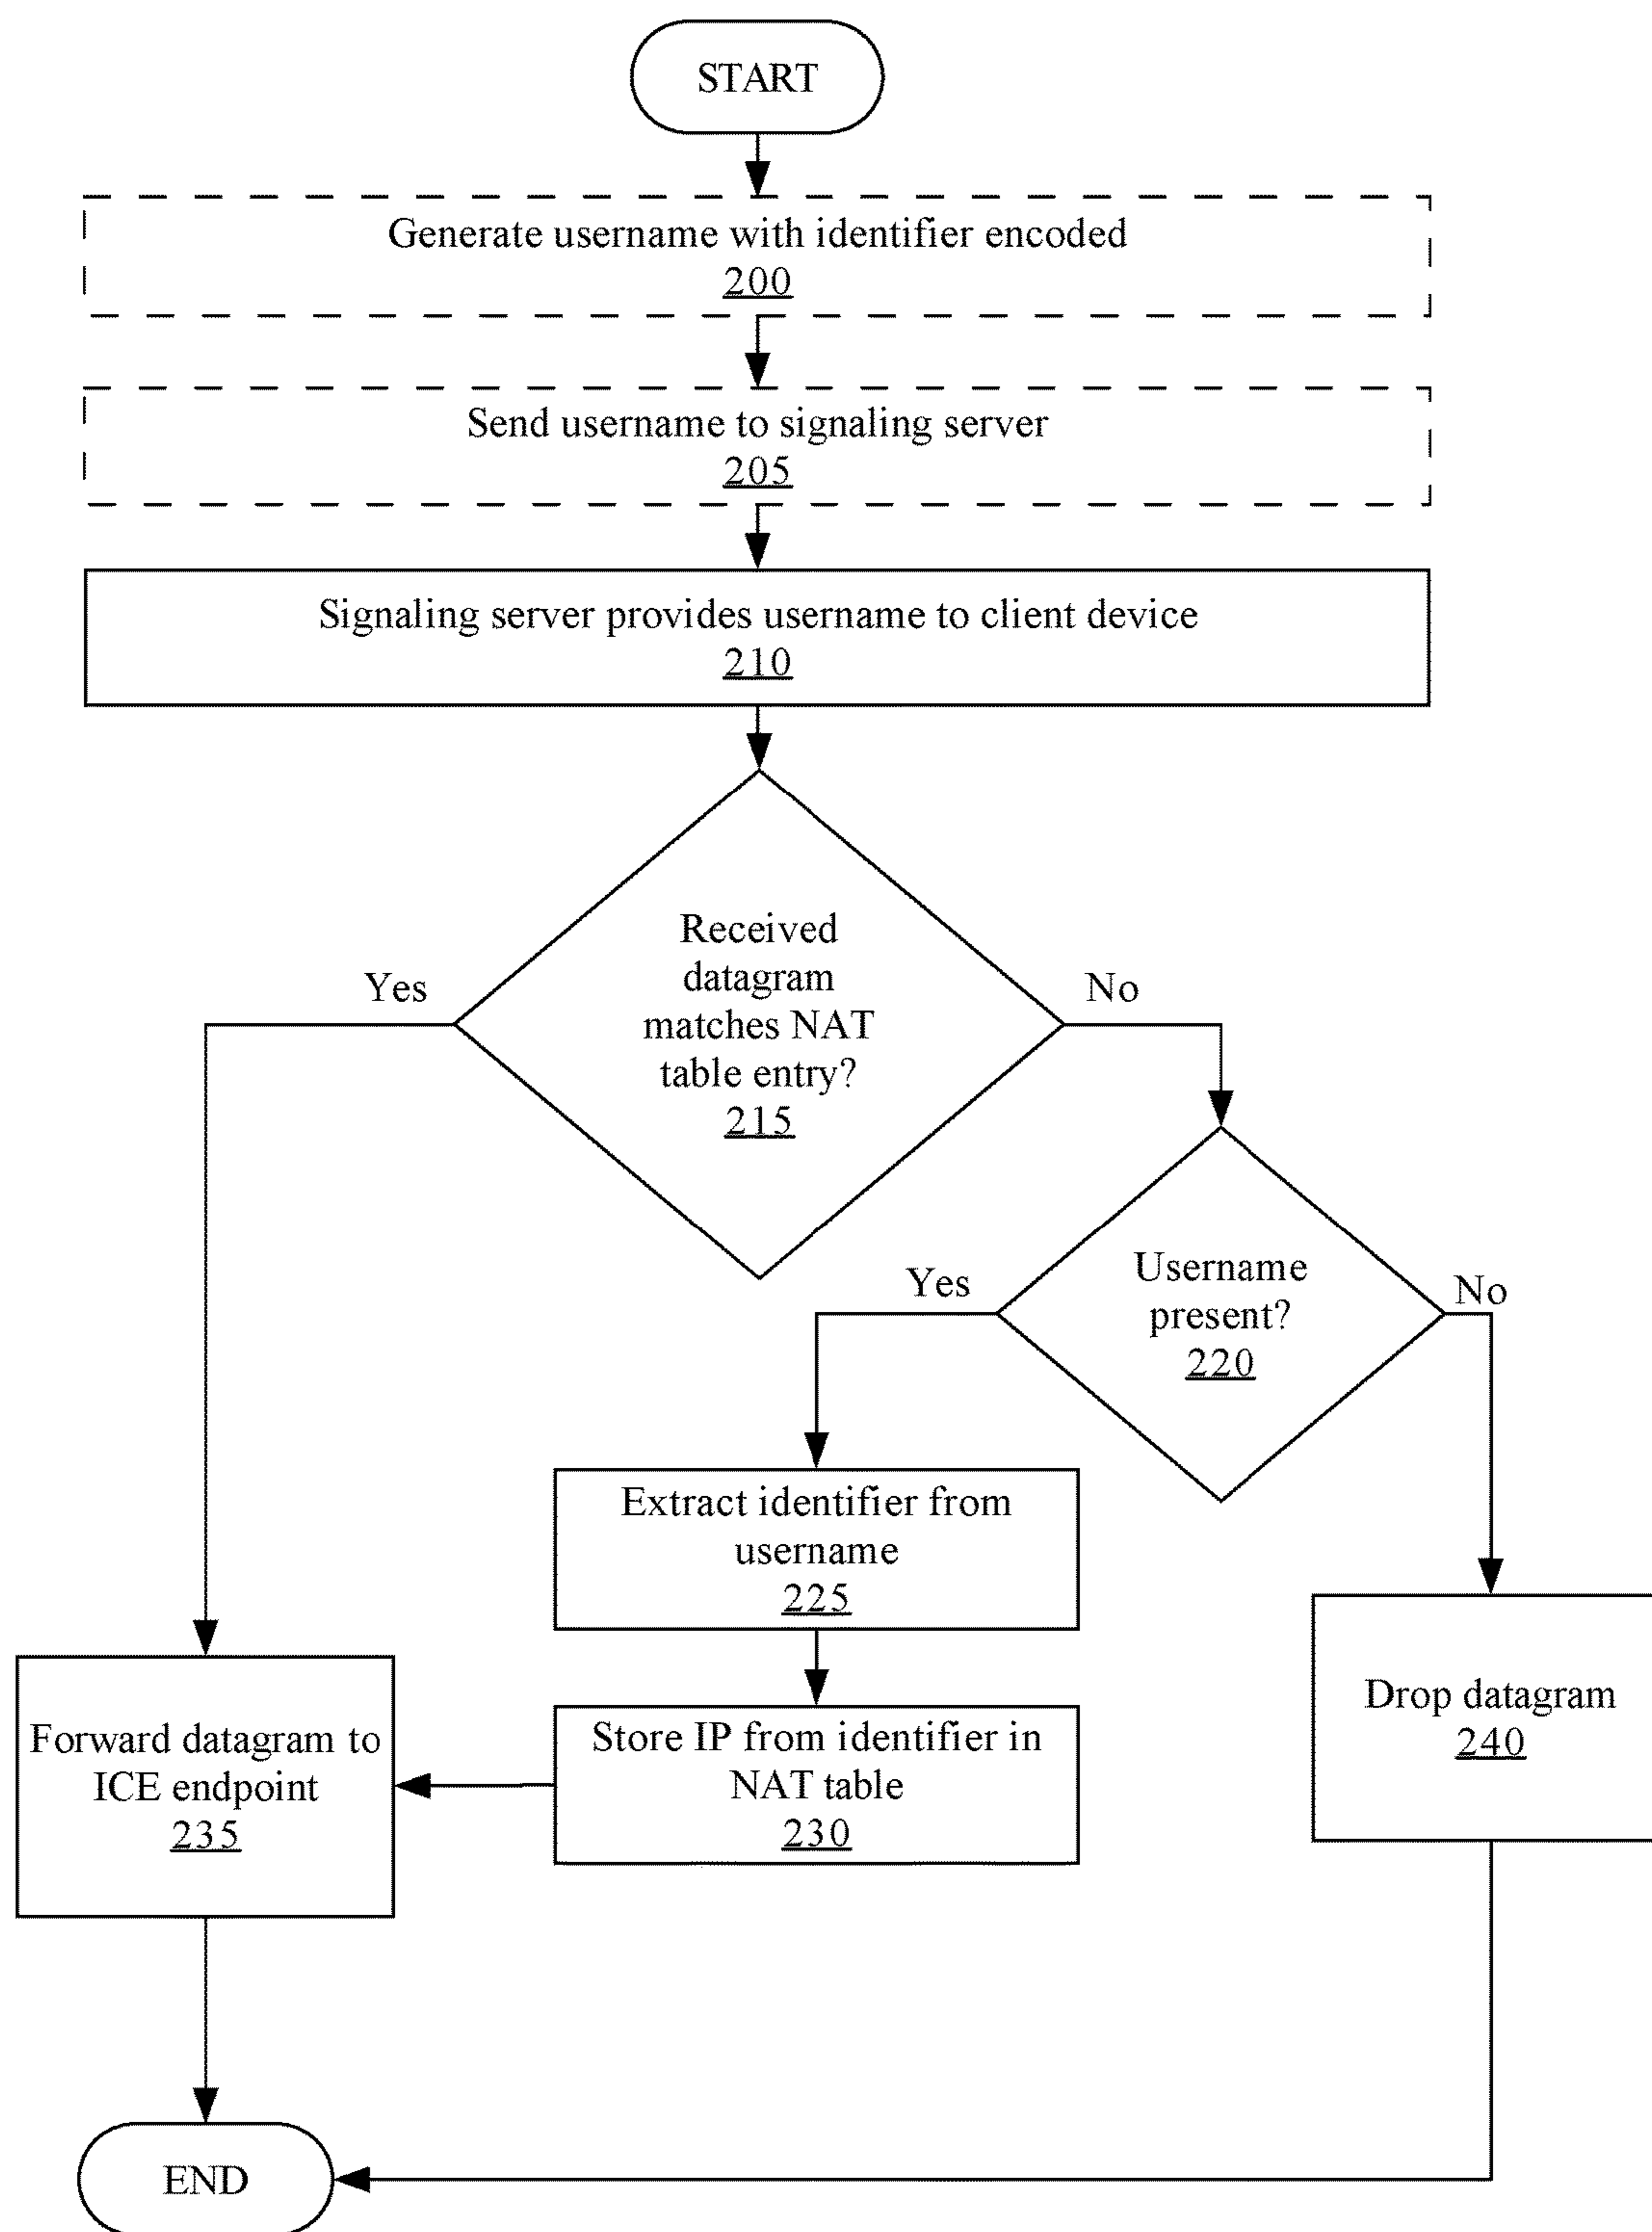 START
Generate username with identifier encoded
200
Send username to signaling server
205
Signaling server provides username to client device
210
Received
datagram
matches NAT
table entry?
215
Yes
No
Username
present?
220
Yes
No
Extract identifier from
username
225
Store IP from identifier in
NAT table
230
Forward datagram to
ICE endpoint
235
Drop datagram
240
END